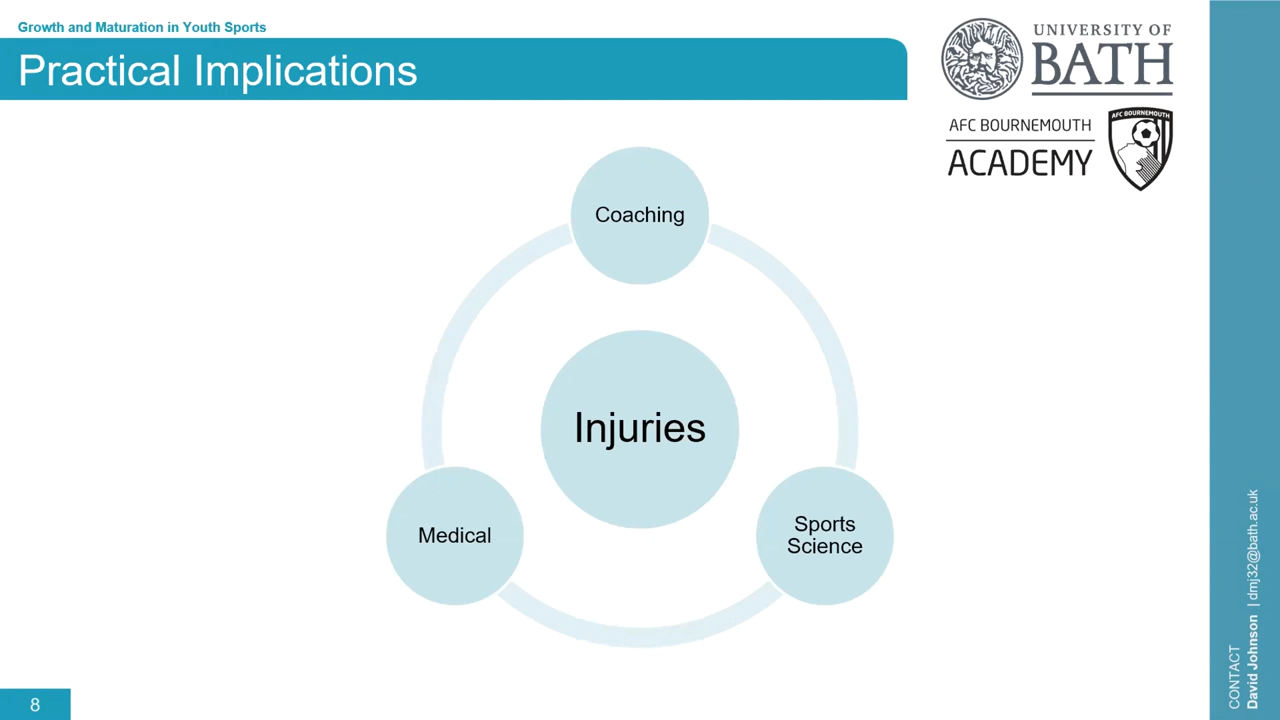 Growth and Maturation in Youth Sports
Practical Implications
UNIVERSITY OF
BATH
AFC BOURNEMOUTH
ACADEMY
AFC BOURNEMOUTH
Coaching
Injuries
Medical
Sports
Science
CONTACT
David Johnson | dmj32@bath.ac.uk
8